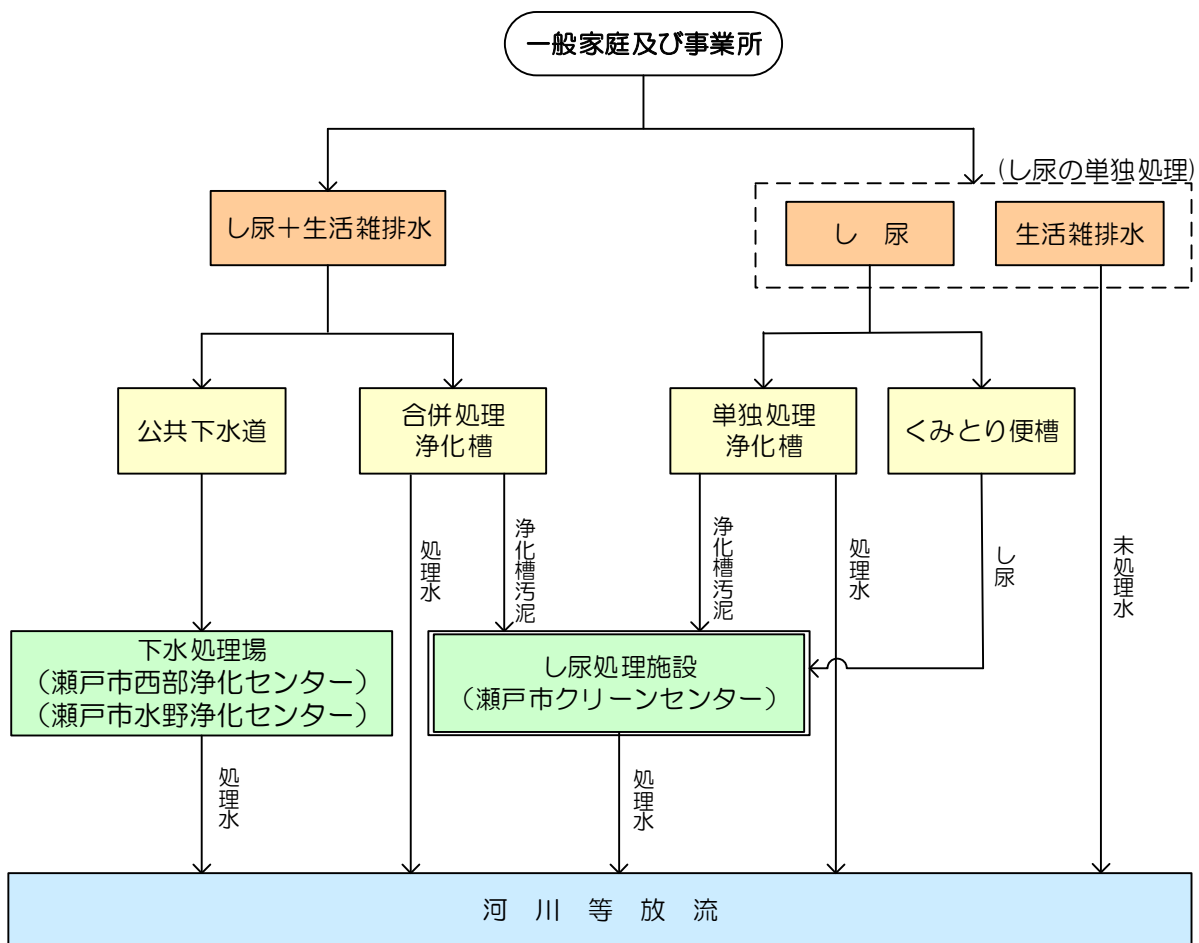 一般家庭及び事業所
(し尿の単独処理)
し尿＋生活雑排水
し　尿
生活雑排水
公共下水道
合併処理
浄化槽
単独処理
浄化槽
くみとり便槽
処理水
浄化槽汚泥
浄化槽汚泥
処理水
し尿
未処理水
下水処理場
（瀬戸市西部浄化センター）
（瀬戸市水野浄化センター）
し尿処理施設
（瀬戸市クリーンセンター）
処理水
処理水
河　川　等　放　流